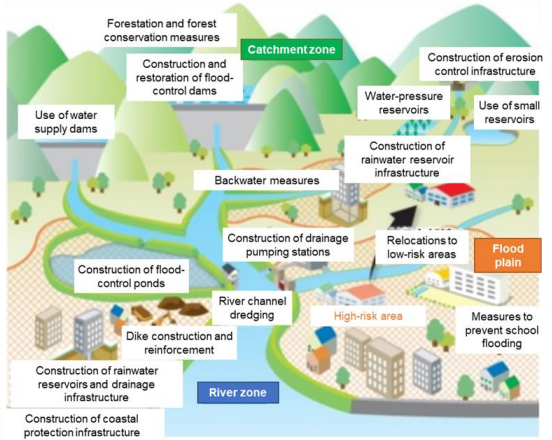 Forestation and forest
conservation measures
Catchment zone
Construction and
restoration of flood-
control dams
Construction of erosion
control infrastructure
Water-pressure
reservoirs
Use of small
reservoirs
Use of water
supply dams
Construction of
rainwater reservoir
infrastructure
Backwater measures
Construction of drainage
pumping stations
Relocations to
low-risk areas
Flood
plain
Construction of flood-
control ponds
River channel
dredging
High-risk area
Measures to
prevent school
flooding
Dike construction and
reinforcement
Construction of rainwater
reservoirs and drainage
infrastructure
River zone
Construction of coastal
protection infrastructure